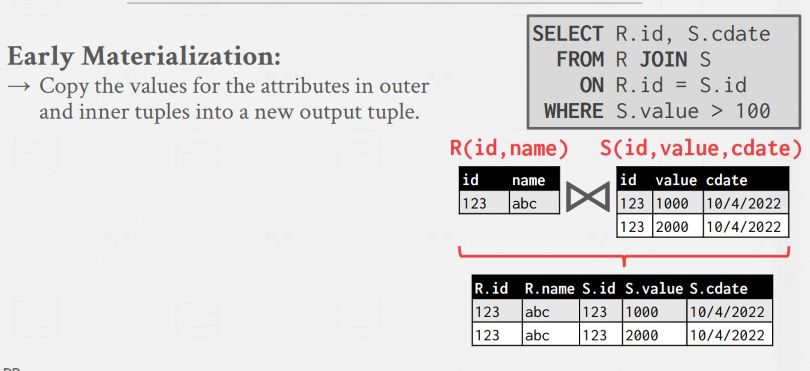 Early Materialization:
→ Copy the values for the attributes in outer
and inner tuples into a new output tuple.
SELECT R.id, S.cdate
FROM R JOIN S
ON R.id = S.id
WHERE S.value > 100
R(id,name) S(id,value,cdate)
id name
123 abc
id value cdate
123 1000 10/4/2022
123 2000 10/4/2022
R.id R.name S.id S.value S.cdate
123 abc 123 1000 10/4/2022
123 abc 123 2000 10/4/2022